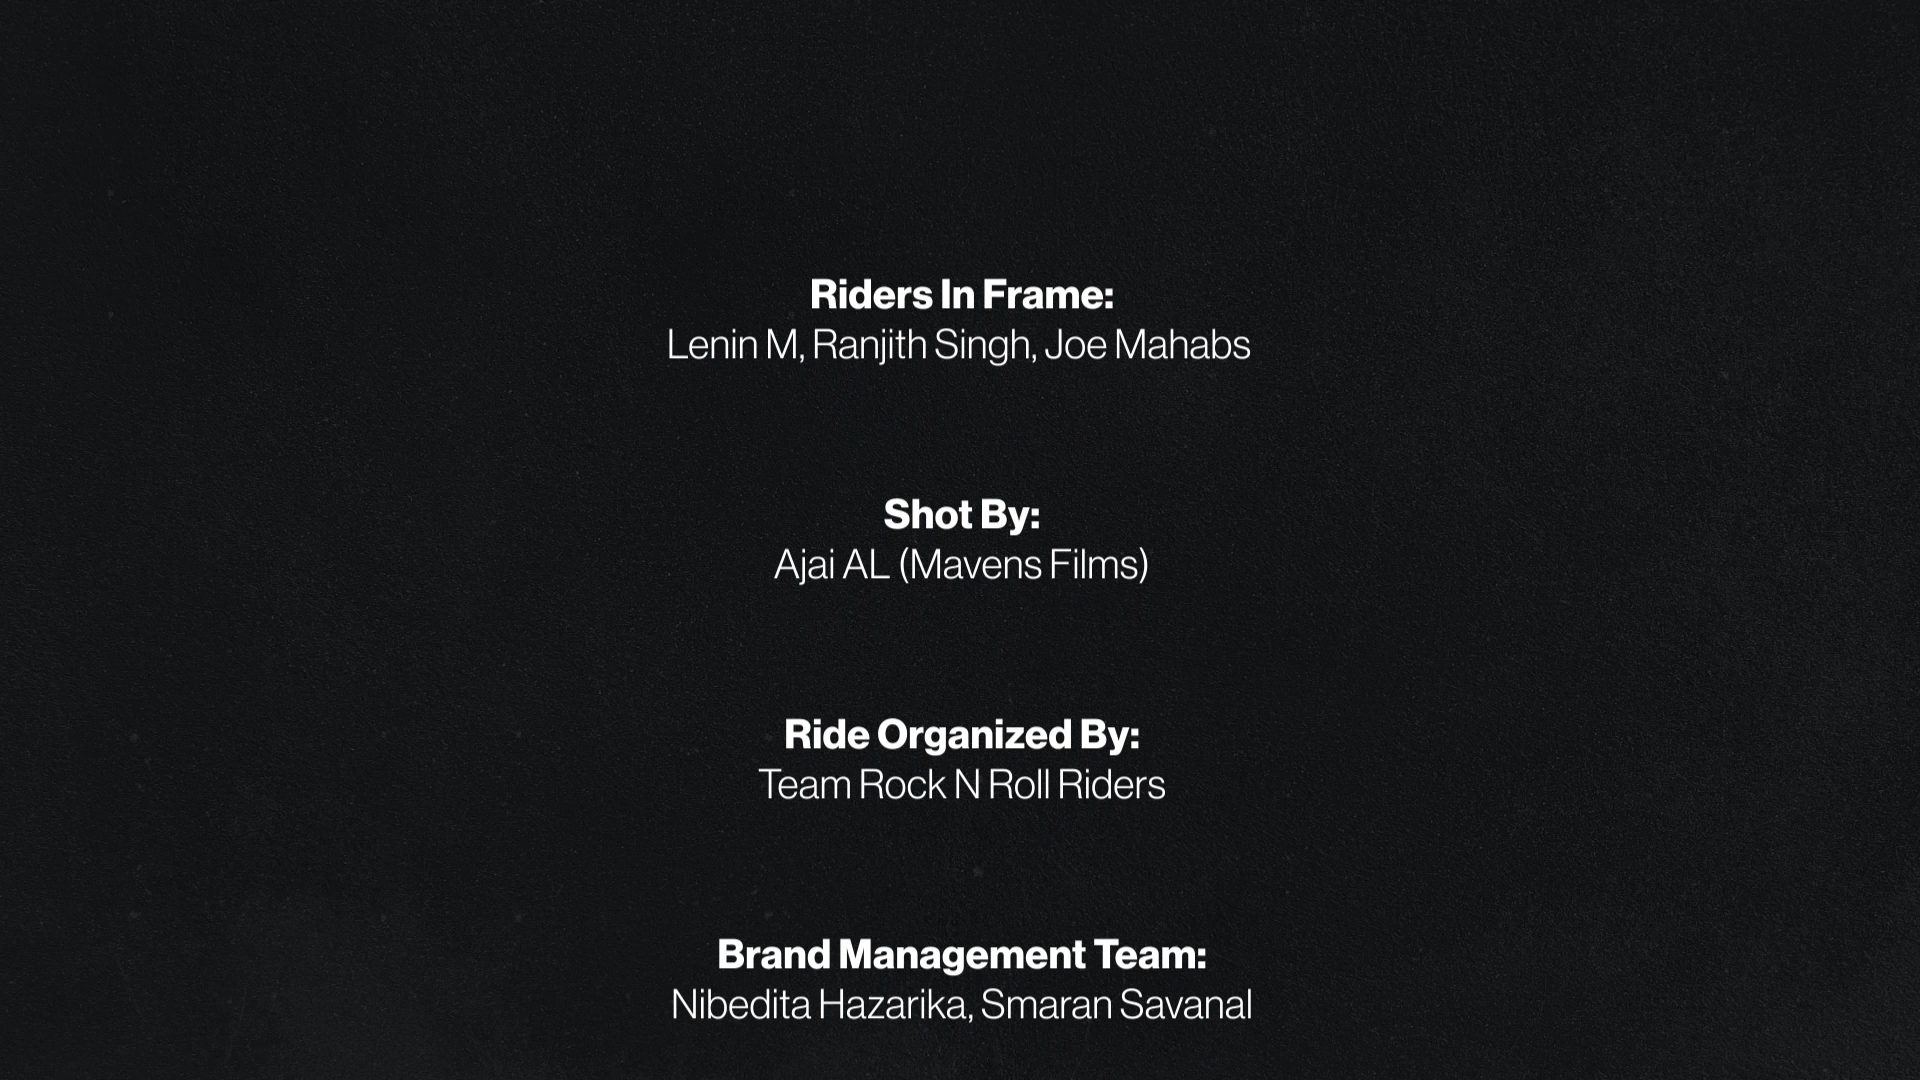 Riders In Frame:
Lenin M, Ranjith Singh, Joe Mahabs
Shot By:
Ajai AL (Mavens Films)
Ride Organized By:
Team Rock N Roll Riders
Brand Management Team:
Nibedita Hazarika, Smaran Savanal